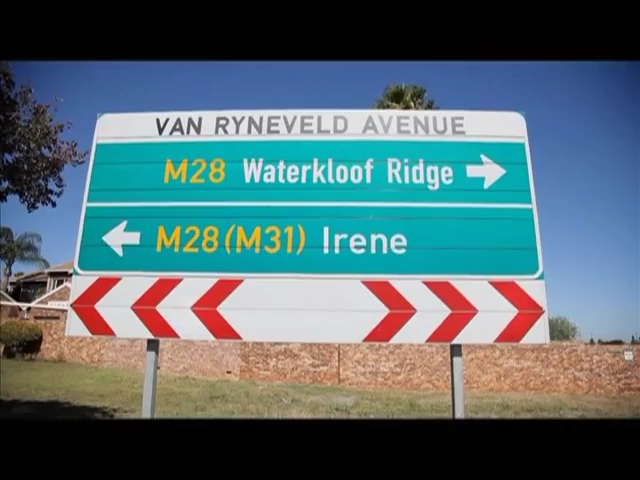 VAN RYNEVELD AVENUE
M28 Waterkloof Ridge
M28(M31) Irene